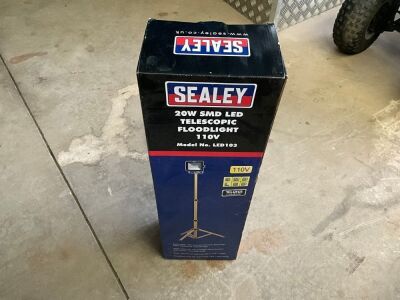 www.sealey.co.uk
SEALEY
SEALEY
20W SMD LED
TELESCOPIC
FLOODLIGHT
110V
Model No. LED103
110V